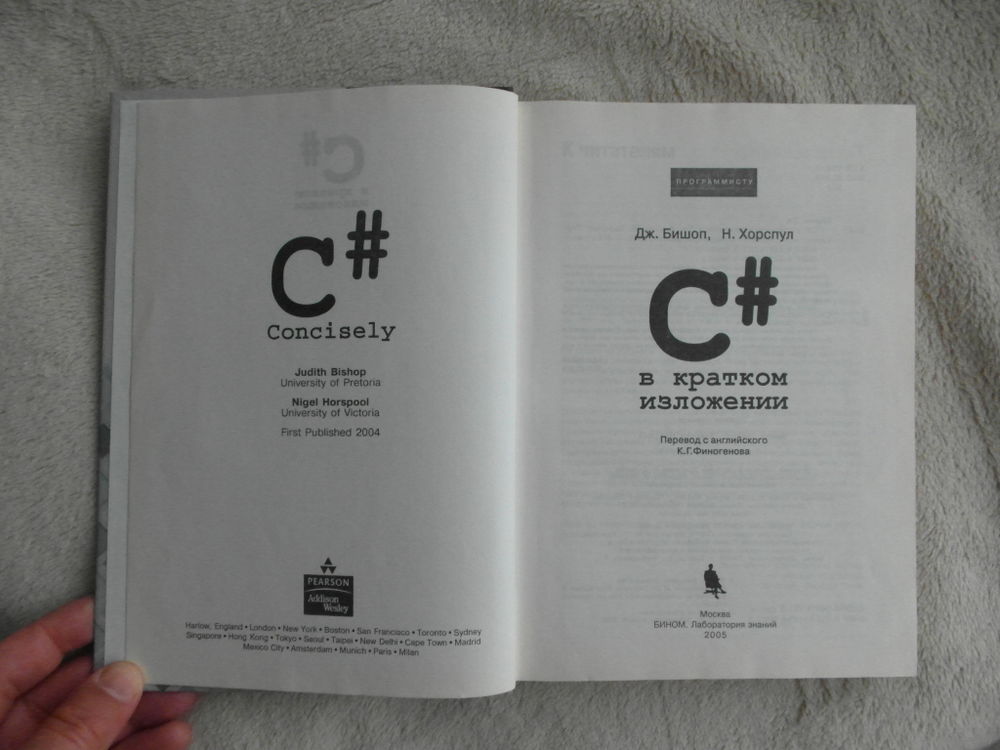 C#
Concisely
Judith Bishop
University of Pretoria
Nigel Horspool
University of Victoria
First Published 2004
PEARSON
Addison
Wesley
Harlow, England • London • New York • Boston • San Francisco • Toronto • Sydney
Singapore • Hong Kong • Tokyo • Seoul • Taipei • New Delhi • Cape Town • Madrid
Mexico City • Amsterdam • Munich • Paris • Milan
ПРОГРАММИСТУ
Дж. Бишоп, Н. Хорспул
C#
в кратком
изложении
Перевод с английского
К.Г.Финогенова
Москва
БИНОМ. Лаборатория знаний
2005